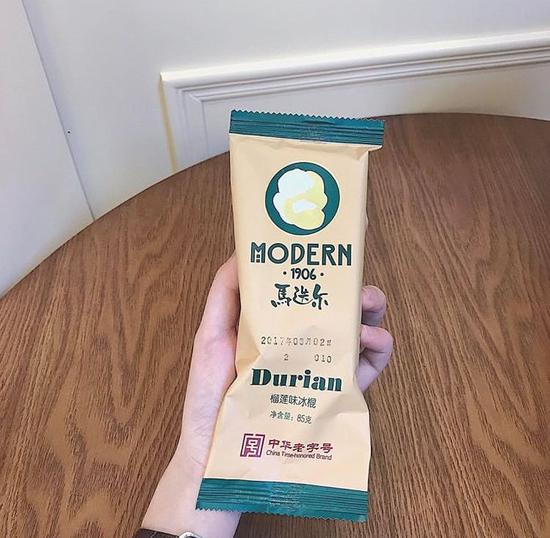 MODERN
·1906·
馬迭尔
2017年03月02日
2 010
Durian
榴莲味冰棍
净含量：85克
中华老字号
China Time-honored Brand